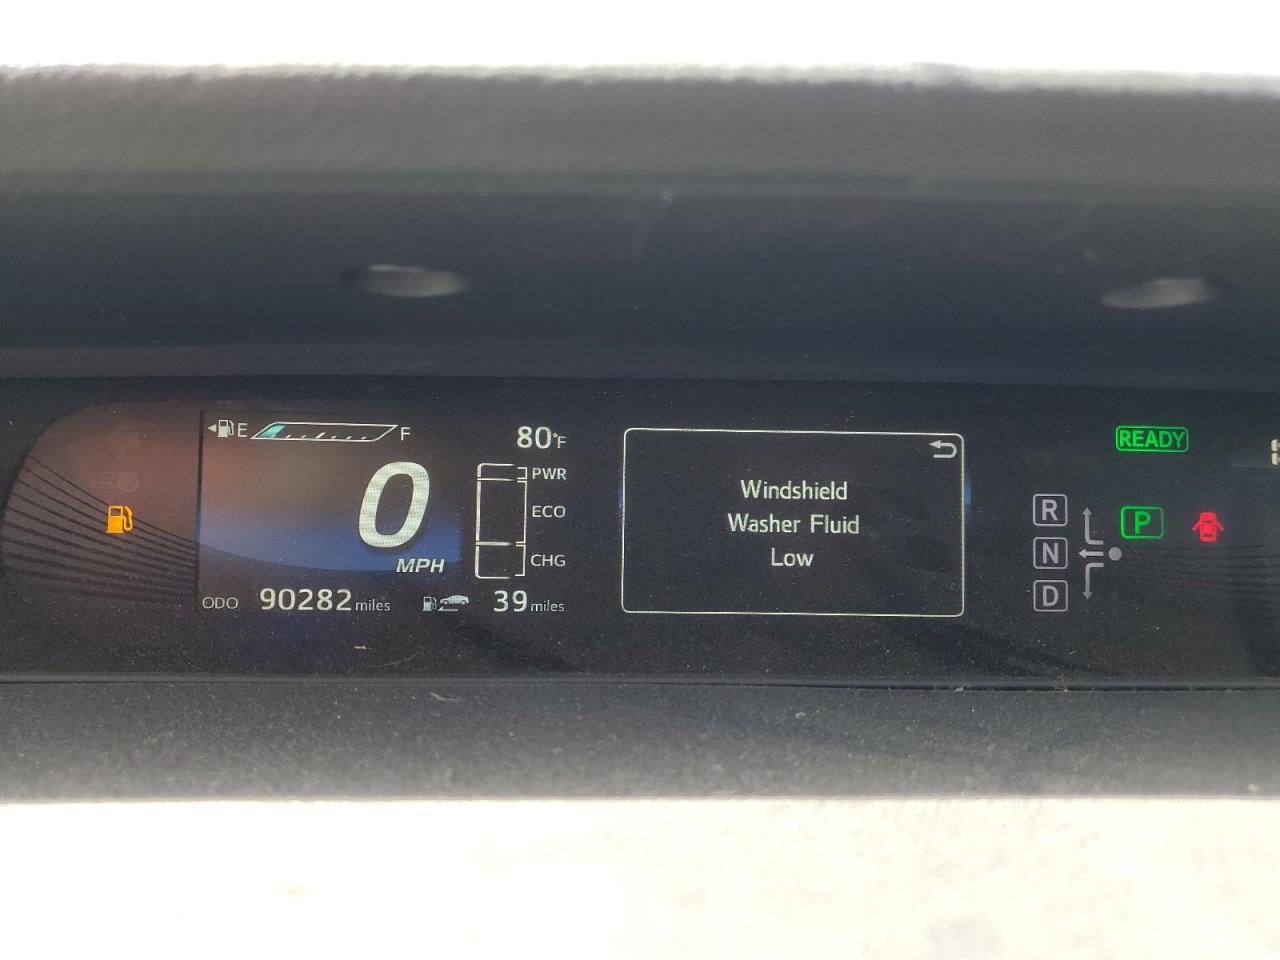 E F
80°F
0
MPH
PWR
ECO
CHG
ODO 90282 miles
39 miles
Windshield
Washer Fluid
Low
READY
R
N
D
P